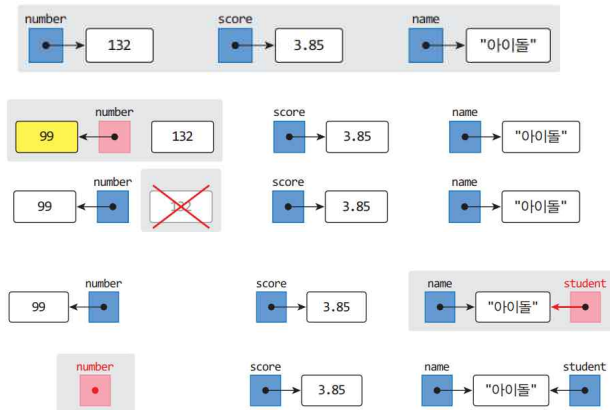 number score name
132 3.85 "아이돌"
number score name
99 132 3.85 "아이돌"
number score name
99 132 3.85 "아이돌"
number score name student
99 3.85 "아이돌"
number score name student
3.85 "아이돌"